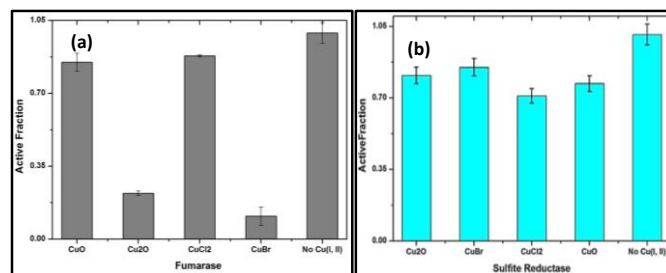 (a)
1.05
0.70
0.35
0.00
Active Fraction
CuO Cu2O CuCl2 CuBr No Cu(I, II)
Fumarase
(b)
1.05
0.70
0.35
0.00
ActiveFraction
Cu2O CuBr CuCl2 CuO No Cu(I, II)
Sulfite Reductase